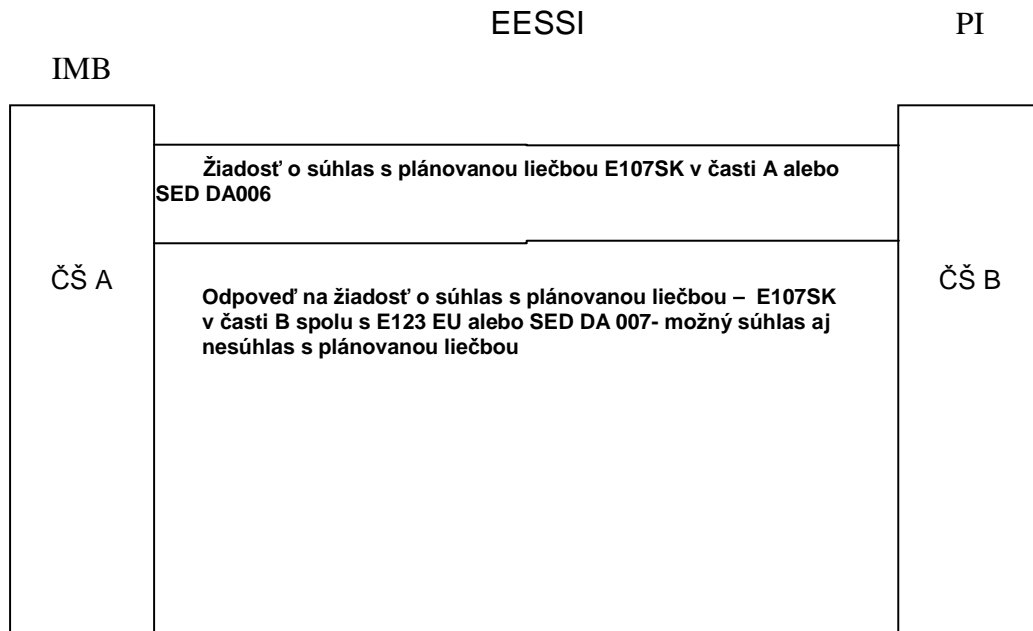 EESSI PI
IMB
Žiadosť o súhlas s plánovanou liečbou E107SK v časti A alebo
SED DA006
ČŠ A
ČŠ B
Odpoveď na žiadosť o súhlas s plánovanou liečbou – E107SK
v časti B spolu s E123 EU alebo SED DA 007- možný súhlas aj
nesúhlas s plánovanou liečbou